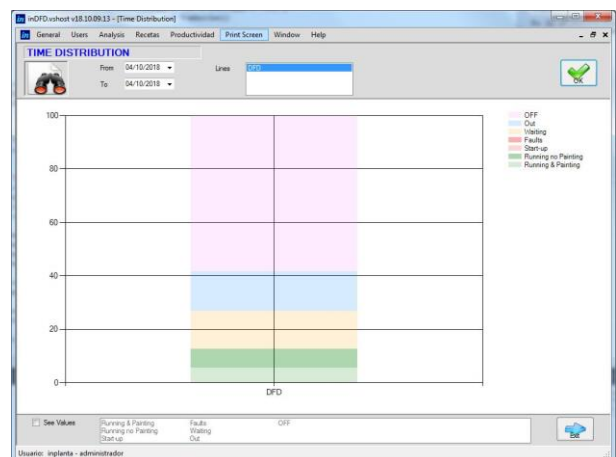 inDFD.vshost v18.10.09.13 - [Time Distribution]
General Users Analysis Recetas Productividad Print Screen Window Help
TIME DISTRIBUTION
From 04/10/2018
To 04/10/2018
Lines DFD
OK
100
80
60
40
20
0
DFD
OFF
Out
Waiting
Faults
Start-up
Running no Painting
Running & Painting
See Values
Running & Painting Faults OFF
Running no Painting Waiting
Start-up Out
Exit
Usuario: inplanta - administrador